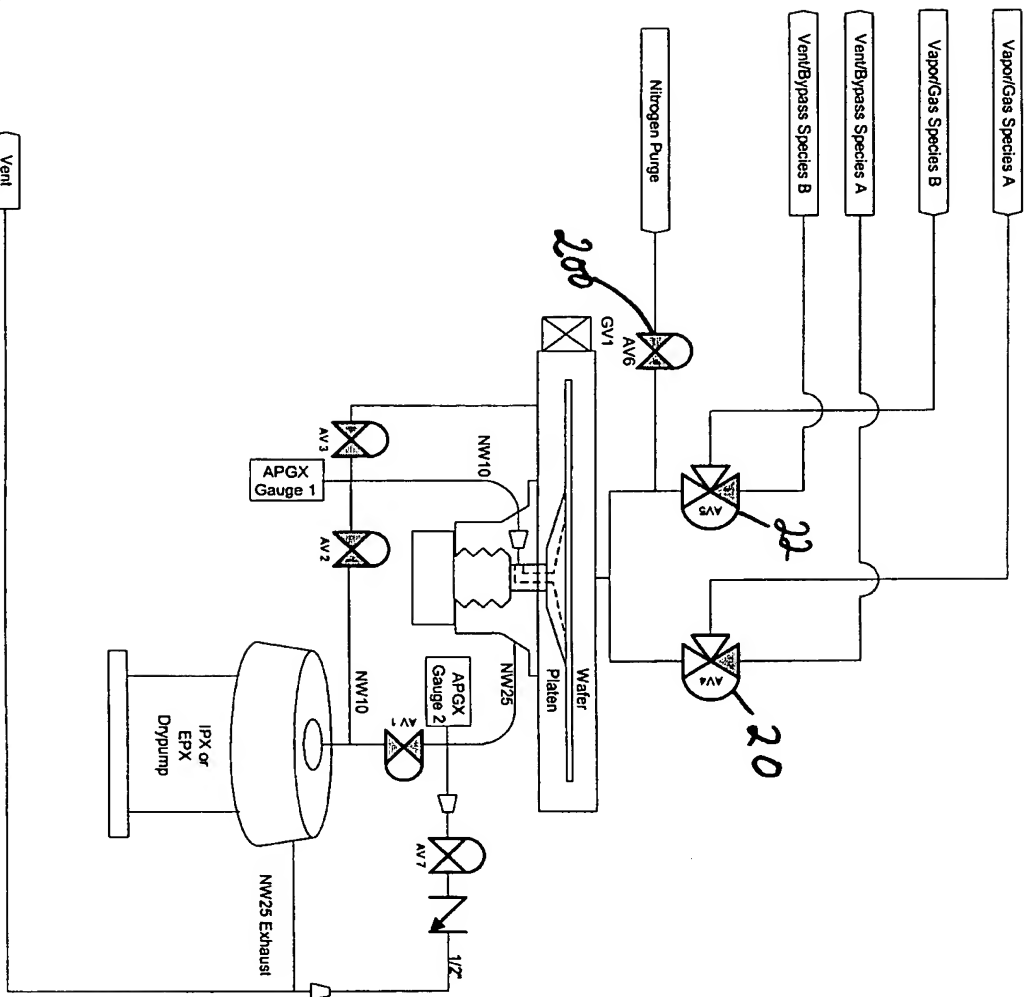 Vapor/Gas Species A
Vapor/Gas Species B
Vent/Bypass Species A
Vent/Bypass Species B
Nitrogen Purge
200
GV1
AV6
AV5
22
AV4
20
AV3
APGX
Gauge 1
NW10
AV2
Wafer
Platen
NW25
APGX
Gauge 2
NW10
AV1
AV7
1/2"
IPX or
EPX
Drypump
NW25 Exhaust
Vent